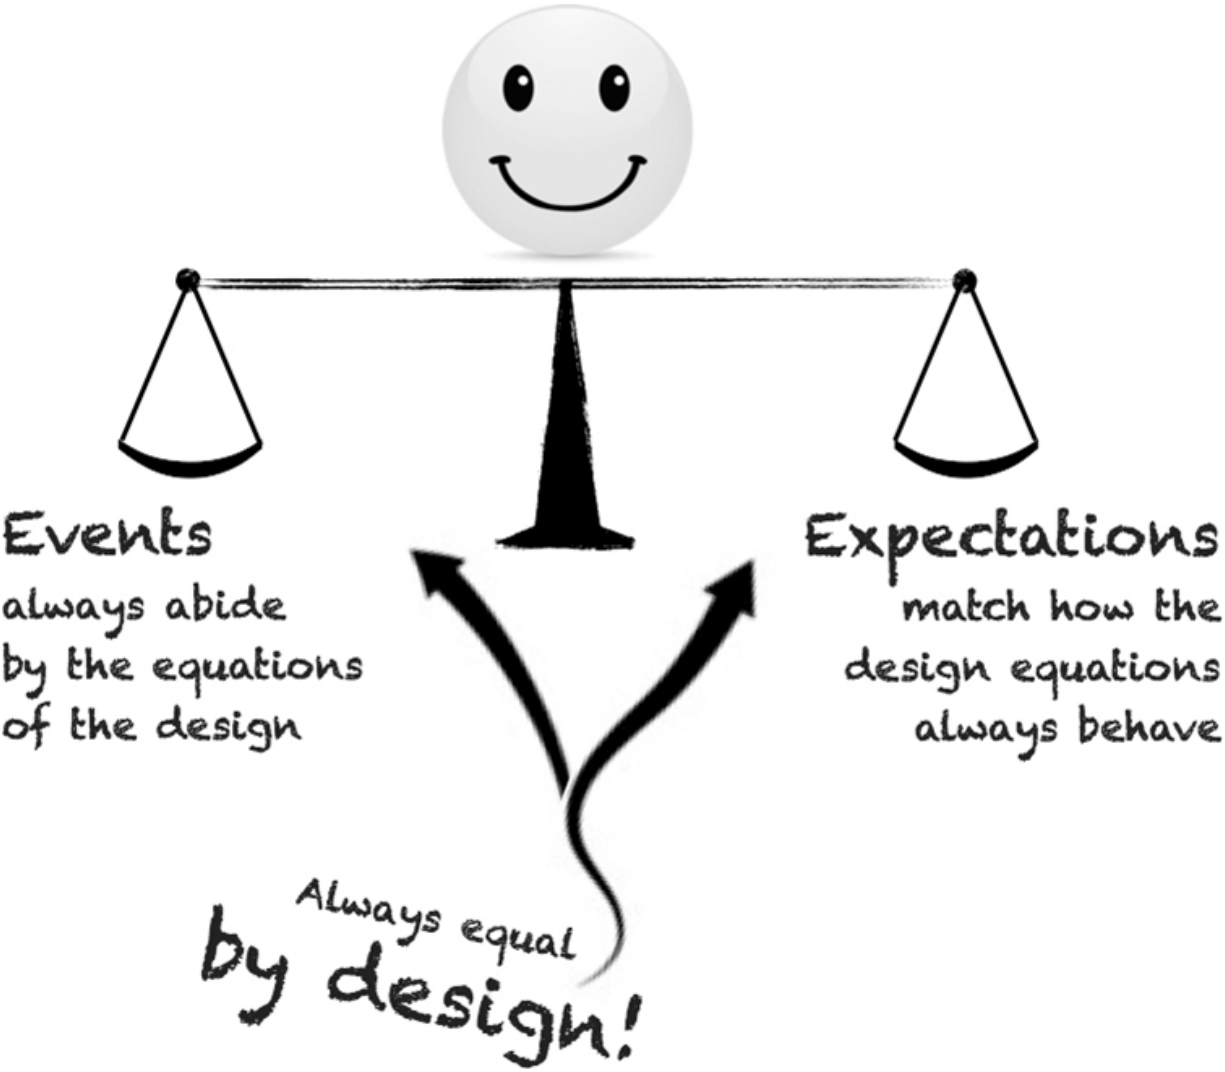 Events
always abide
by the equations
of the design
Expectations
match how the
design equations
always behave
Always equal
by design!